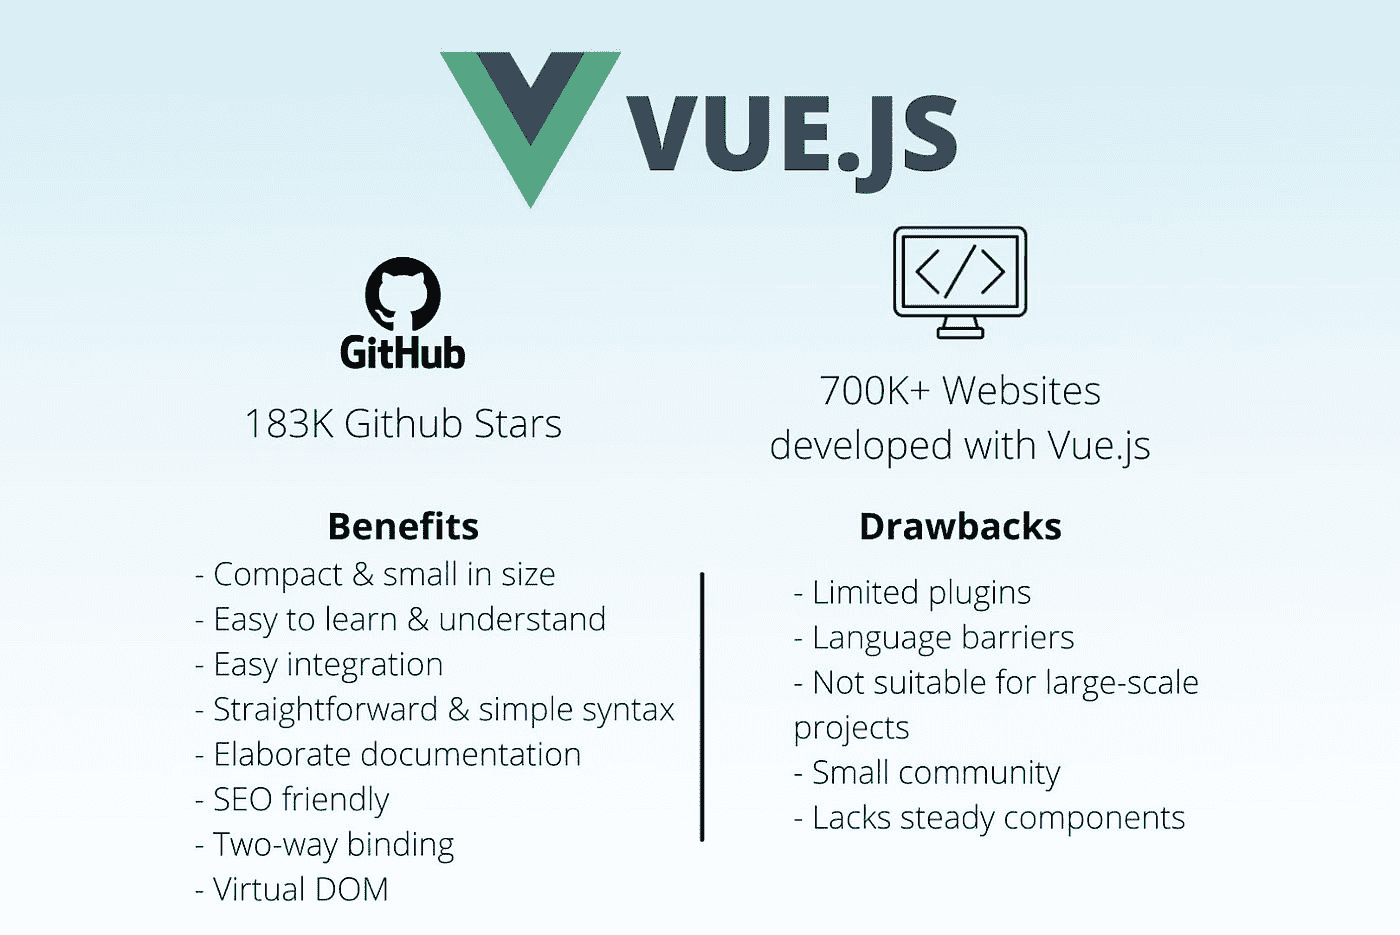 VUE.JS
GitHub
183K Github Stars
700K+ Websites
developed with Vue.js
Benefits
- Compact & small in size
- Easy to learn & understand
- Easy integration
- Straightforward & simple syntax
- Elaborate documentation
- SEO friendly
- Two-way binding
- Virtual DOM
Drawbacks
- Limited plugins
- Language barriers
- Not suitable for large-scale
projects
- Small community
- Lacks steady components